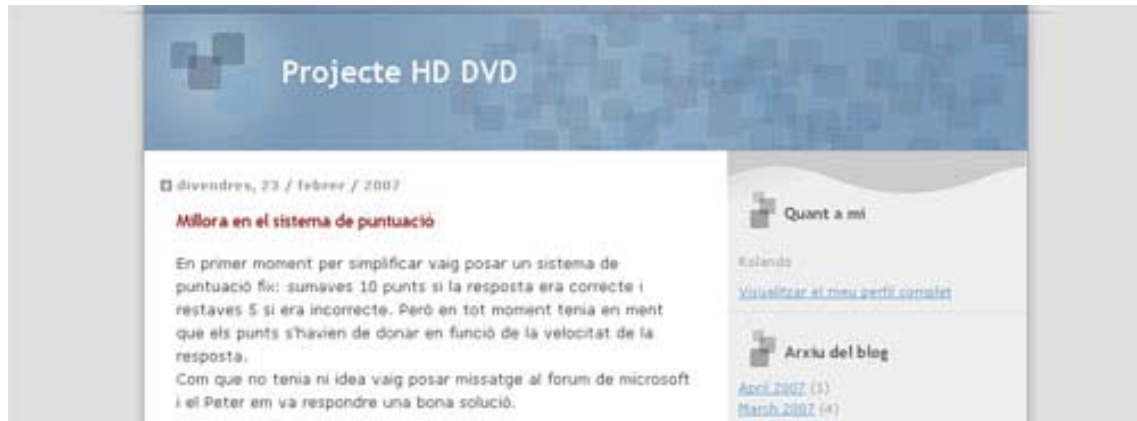 Projecte HD DVD
divendres, 23 / febrer / 2007
Millora en el sistema de puntuació
En primer moment per simplificar vaig posar un sistema de
puntuació fix: sumaves 10 punts si la resposta era correcte i
restaves 5 si era incorrecte. Però en tot moment tenia en ment
que els punts s'havien de donar en funció de la velocitat de la
resposta.
Com que no tenia ni idea vaig posar missatge al forum de microsoft
i el Peter em va respondre una bona solució.
Quant a mi
Rolando
Visualitzar el meu perfil complet
Arxiu del blog
April 2007 (1)
March 2007 (4)